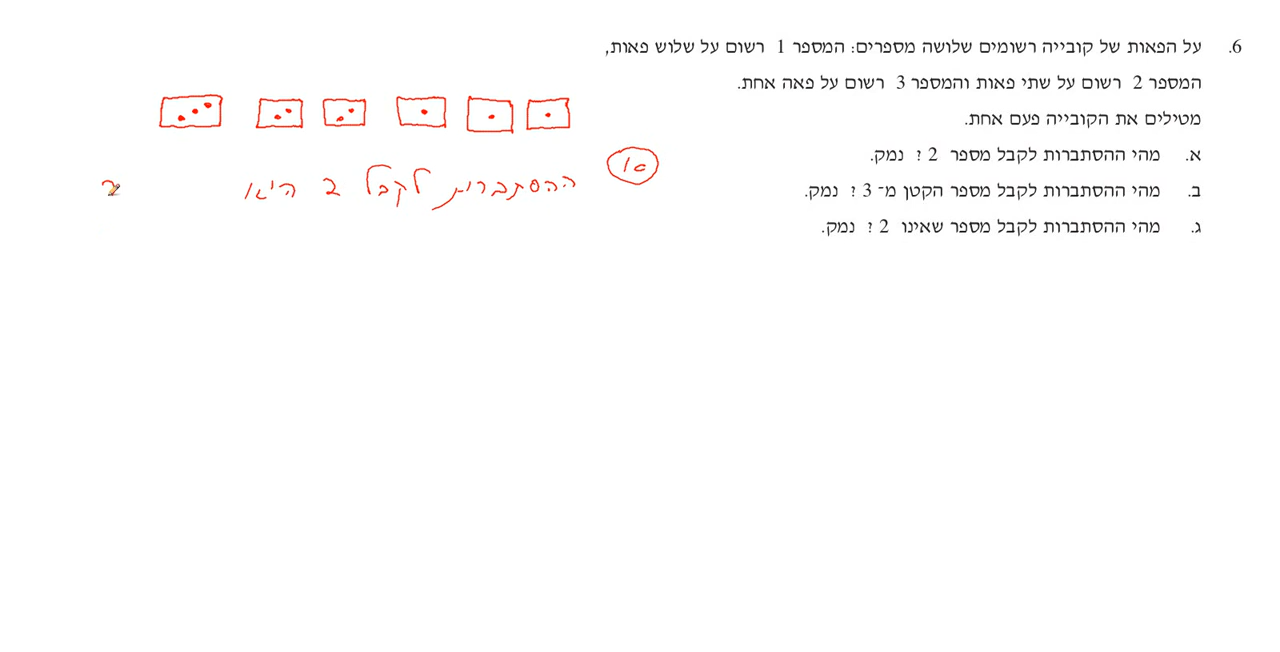 6. על הפאות של קובייה רשומים שלושה מספרים: המספר 1 רשום על שלוש פאות,
המספר 2 רשום על שתי פאות והמספר 3 רשום על פאה אחת.
מטילים את הקובייה פעם אחת.
א. מהי ההסתברות לקבל מספר 2 ? נמק.
ב. מהי ההסתברות לקבל מספר הקטן מ־ 3 ? נמק.
ג. מהי ההסתברות לקבל מספר שאינו 2 ? נמק.
ההסתברות לקבל 2 היא 2